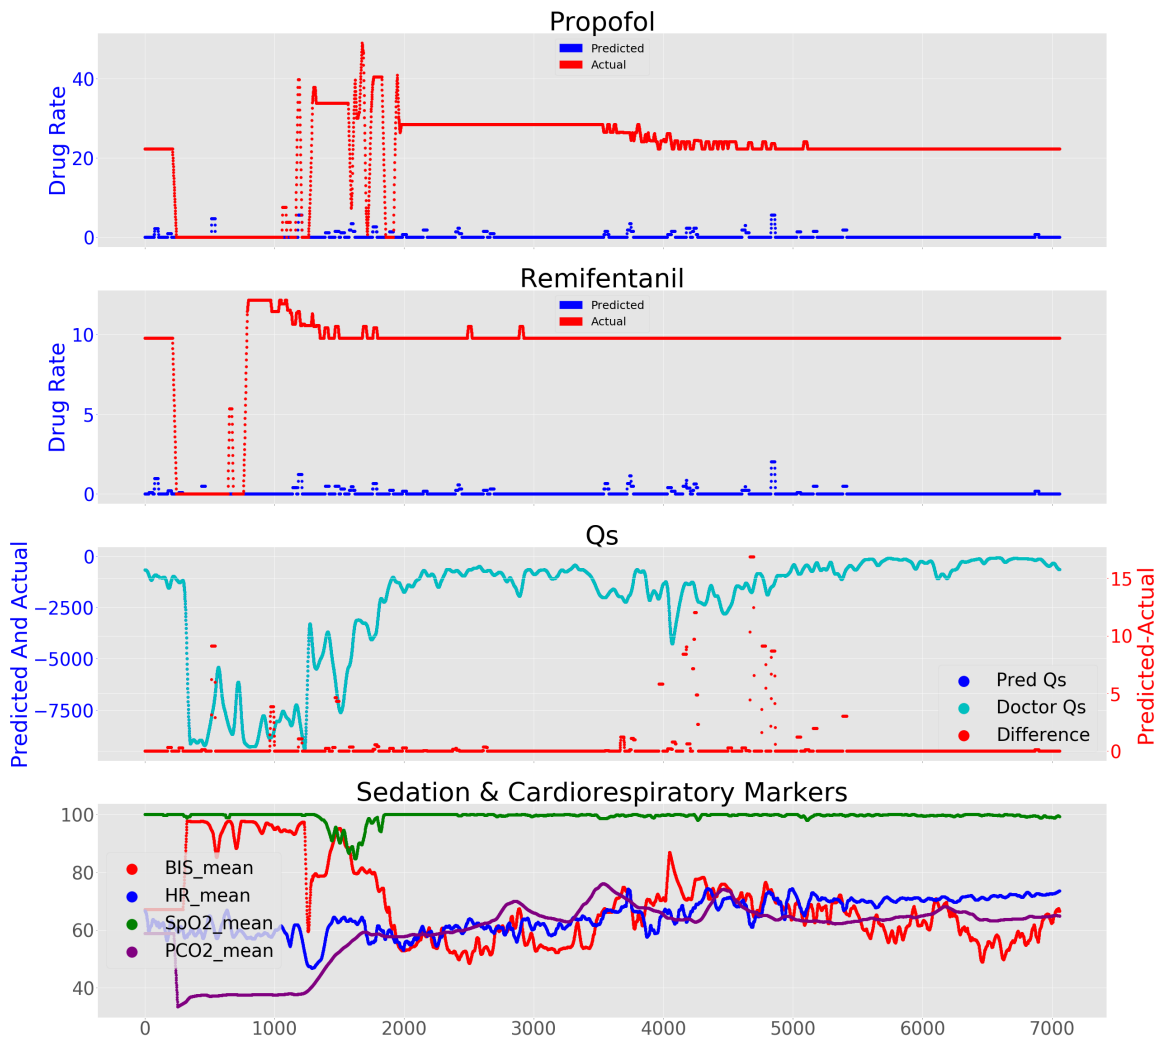 Propofol
Drug Rate
40
20
0
Predicted
Actual
Remifentanil
Drug Rate
10
5
0
Predicted
Actual
Qs
Predicted And Actual
0
−2500
−5000
−7500
Predicted-Actual
15
10
5
0
Pred Qs
Doctor Qs
Difference
Sedation & Cardiorespiratory Markers
100
80
60
40
BIS_mean
HR_mean
SpO2_mean
PCO2_mean
0 1000 2000 3000 4000 5000 6000 7000